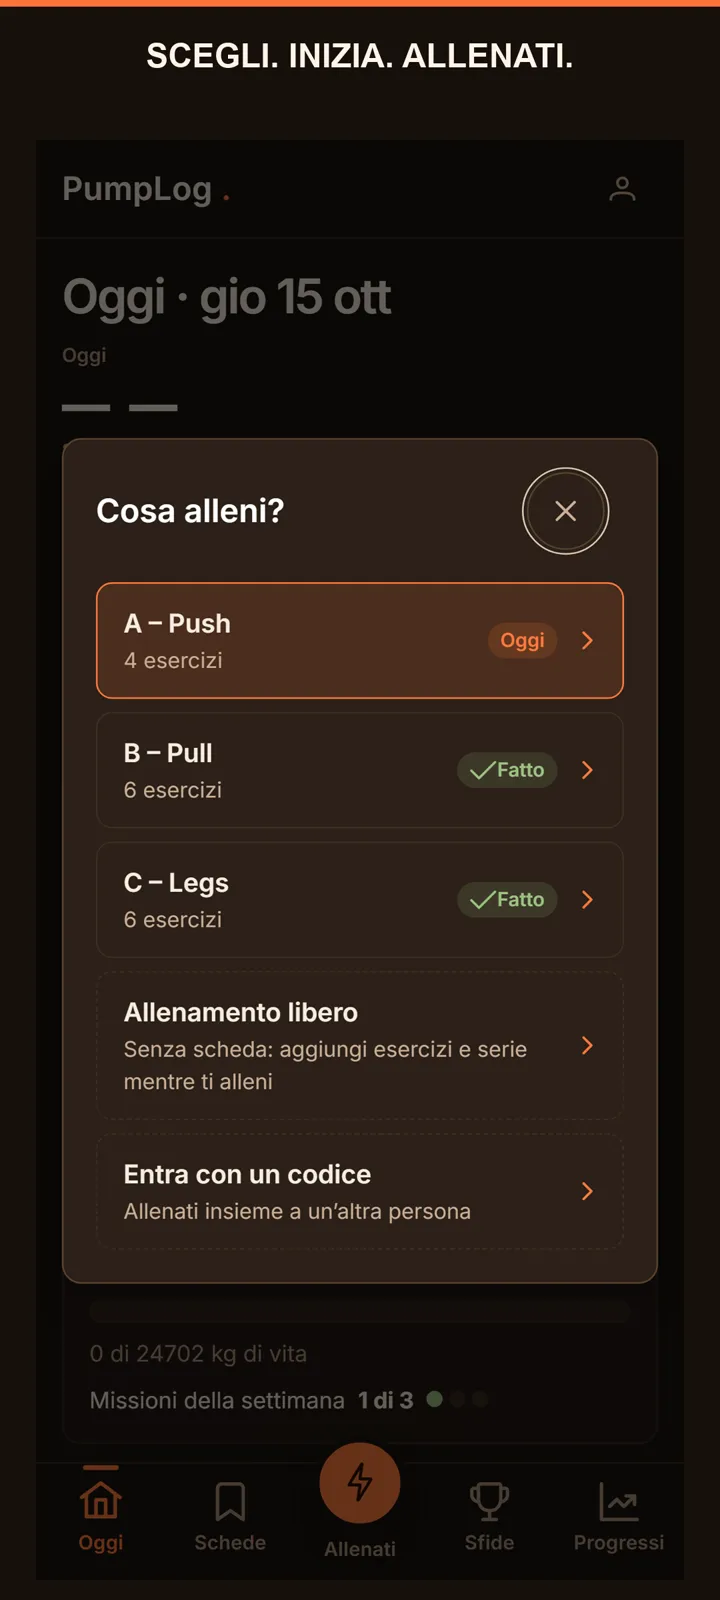 SCEGLI. INIZIA. ALLENATI.
PumpLog .
Oggi · gio 15 ott
Oggi
— —
Cosa alleni?
A – Push
4 esercizi
Oggi
B – Pull
6 esercizi
Fatto
C – Legs
6 esercizi
Fatto
Allenamento libero
Senza scheda: aggiungi esercizi e serie
mentre ti alleni
Entra con un codice
Allenati insieme a un’altra persona
0 di 24702 kg di vita
Missioni della settimana 1 di 3
Oggi
Schede
Allenati
Sfide
Progressi